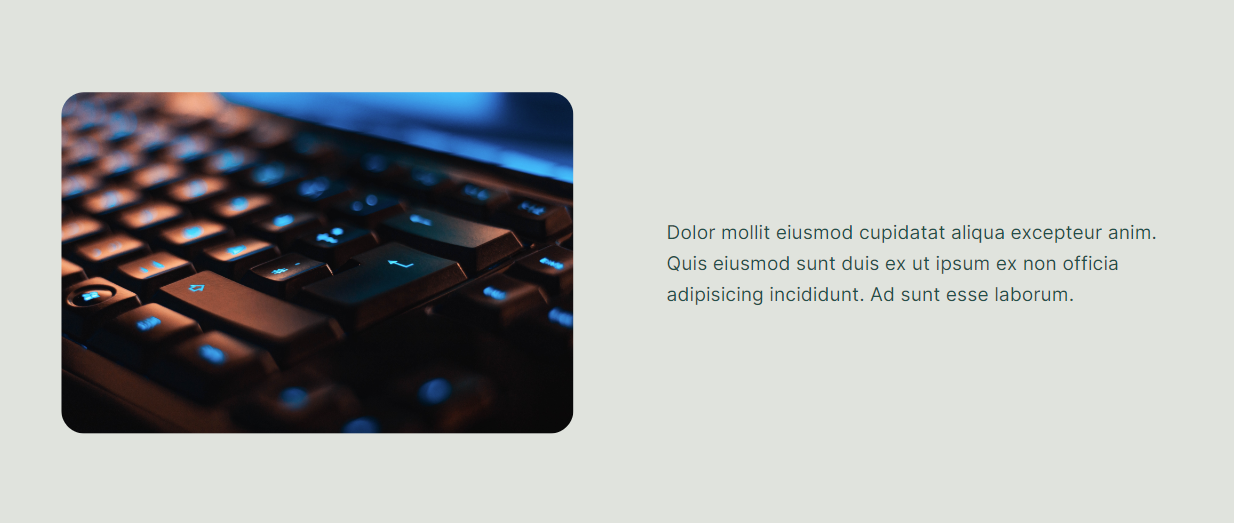 Dolor mollit eiusmod cupidatat aliqua excepteur anim.
Quis eiusmod sunt duis ex ut ipsum ex non officia
adipisicing incididunt. Ad sunt esse laborum.